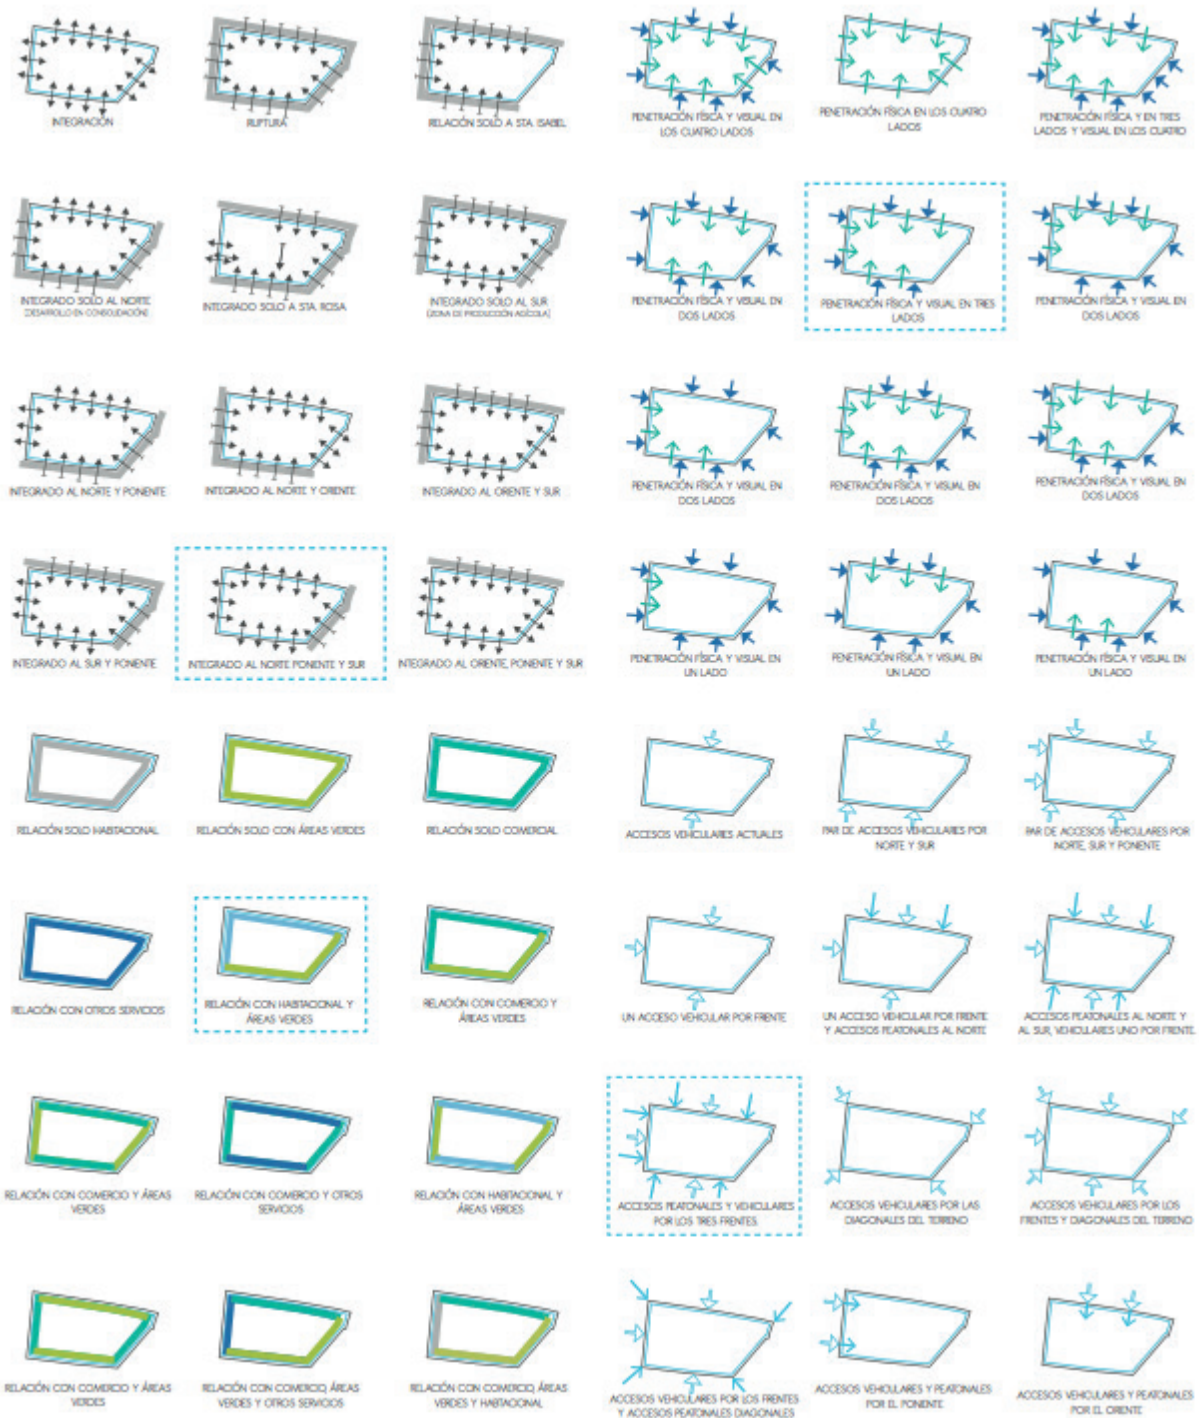 INTEGRACIÓN
RUPTURA
RELACIÓN SOLO A STA. ISABEL
PENETRACIÓN FÍSICA Y VISUAL EN
LOS CUATRO LADOS
PENETRACIÓN FÍSICA EN LOS CUATRO
LADOS
PENETRACIÓN FÍSICA Y EN TRES
LADOS Y VISUAL EN LOS CUATRO
INTEGRADO SOLO AL NORTE
(DESARROLLO EN CONSOLIDACIÓN)
INTEGRADO SOLO A STA. ROSA
INTEGRADO SOLO AL SUR
(ZONA DE PRODUCCIÓN AGÍCOLA)
PENETRACIÓN FÍSICA Y VISUAL EN
DOS LADOS
PENETRACIÓN FÍSICA Y VISUAL EN TRES
LADOS
PENETRACIÓN FÍSICA Y VISUAL EN
DOS LADOS
INTEGRADO AL NORTE Y PONENTE
INTEGRADO AL NORTE Y ORIENTE
INTEGRADO AL ORIENTE Y SUR
PENETRACIÓN FÍSICA Y VISUAL EN
DOS LADOS
PENETRACIÓN FÍSICA Y VISUAL EN
DOS LADOS
PENETRACIÓN FÍSICA Y VISUAL EN
DOS LADOS
INTEGRADO AL SUR Y PONENTE
INTEGRADO AL NORTE PONENTE Y SUR
INTEGRADO AL ORIENTE, PONENTE Y SUR
PENETRACIÓN FÍSICA Y VISUAL EN
UN LADO
PENETRACIÓN FÍSICA Y VISUAL EN
UN LADO
PENETRACIÓN FÍSICA Y VISUAL EN
UN LADO
RELACIÓN SOLO HABITACIONAL
RELACIÓN SOLO CON ÁREAS VERDES
RELACIÓN SOLO COMERCIAL
ACCESOS VEHICULARES ACTUALES
PAR DE ACCESOS VEHICULARES POR
NORTE Y SUR
PAR DE ACCESOS VEHICULARES POR
NORTE, SUR Y PONENTE
RELACIÓN CON OTROS SERVICIOS
RELACIÓN CON HABITACIONAL Y
ÁREAS VERDES
RELACIÓN CON COMERCIO Y
ÁREAS VERDES
UN ACCESO VEHICULAR POR FRENTE
UN ACCESO VEHICULAR POR FRENTE
Y ACCESOS PEATONALES AL NORTE
ACCESOS PEATONALES AL NORTE Y
AL SUR, VEHICULARES UNO POR FRENTE
RELACIÓN CON COMERCIO Y ÁREAS
VERDES
RELACIÓN CON COMERCIO Y OTROS
SERVICIOS
RELACIÓN CON HABITACIONAL Y
ÁREAS VERDES
ACCESOS PEATONALES Y VEHICULARES
POR LOS TRES FRENTES
ACCESOS VEHICULARES POR LAS
DIAGONALES DEL TERRENO
ACCESOS VEHICULARES POR LOS
FRENTES Y DIAGONALES DEL TERRENO
RELACIÓN CON COMERCIO Y ÁREAS
VERDES
RELACIÓN CON COMERCIO, ÁREAS
VERDES Y OTROS SERVICIOS
RELACIÓN CON COMERCIO, ÁREAS
VERDES Y HABITACIONAL
ACCESOS VEHICULARES POR LOS FRENTES
Y ACCESOS PEATONALES DIAGONALES
ACCESOS VEHICULARES Y PEATONALES
POR EL PONENTE
ACCESOS VEHICULARES Y PEATONALES
POR EL ORIENTE